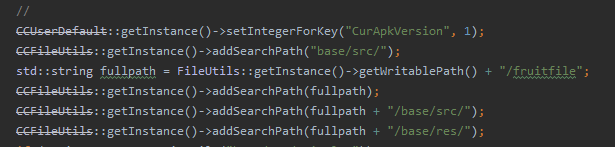 //
CCUserDefault::getInstance()->setIntegerForKey("CurApkVersion", 1);
CCFileUtils::getInstance()->addSearchPath("base/src/");
std::string fullpath = FileUtils::getInstance()->getWritablePath() + "/fruitfile";
CCFileUtils::getInstance()->addSearchPath(fullpath);
CCFileUtils::getInstance()->addSearchPath(fullpath + "/base/src/");
CCFileUtils::getInstance()->addSearchPath(fullpath + "/base/res/");